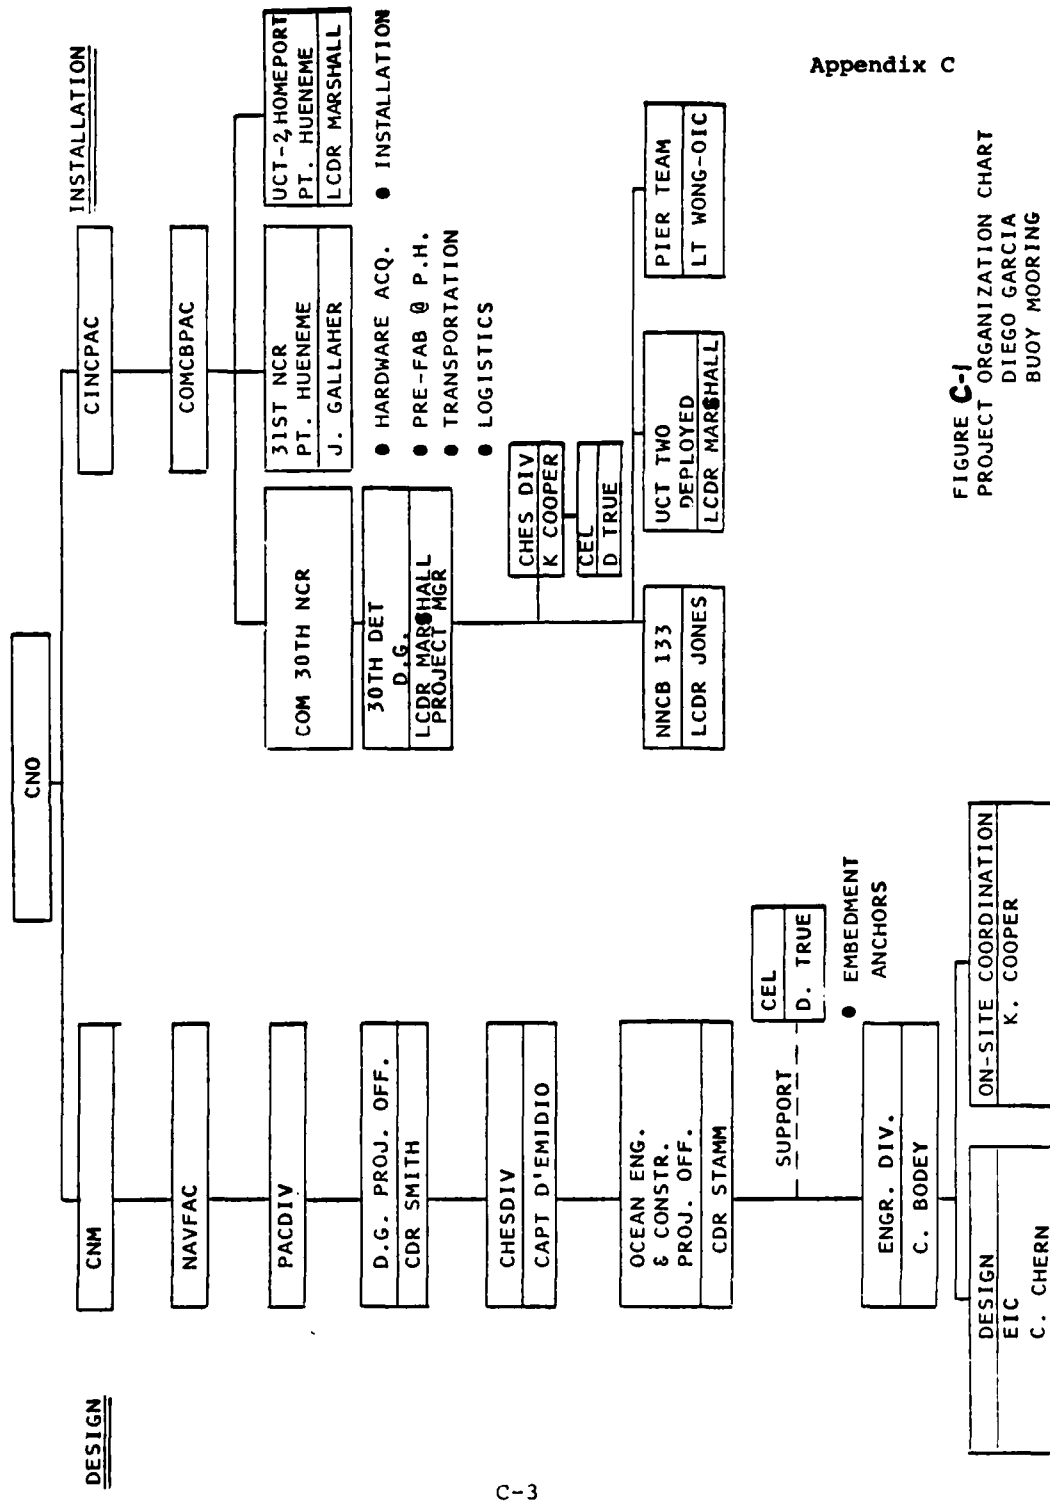 Appendix C
CNO
DESIGN
CNM
NAVFAC
PACDIV
D.G. PROJ. OFF.
CDR SMITH
CHESDIV
CAPT D'EMIDIO
OCEAN ENG.
& CONSTR.
PROJ. OFF.
CDR STAMM
SUPPORT
CEL
D. TRUE
● EMBEDMENT
ANCHORS
ENGR. DIV.
C. BODEY
DESIGN
EIC
C. CHERN
ON-SITE COORDINATION
K. COOPER
INSTALLATION
CINCPAC
COMCBPAC
COM 30TH NCR
30TH DET
D.G.
LCDR MARSHALL
PROJECT MGR
31ST NCR
PT. HUENEME
J. GALLAHER
● HARDWARE ACQ.
● PRE-FAB @ P.H.
● TRANSPORTATION
● LOGISTICS
UCT-2,HOMEPORT
PT. HUENEME
LCDR MARSHALL
● INSTALLATION
CHES DIV
K COOPER
CEL
D TRUE
NNCB 133
LCDR JONES
UCT TWO
DEPLOYED
LCDR MARSHALL
PIER TEAM
LT WONG-OIC
FIGURE C-1
PROJECT ORGANIZATION CHART
DIEGO GARCIA
BUOY MOORING
C-3